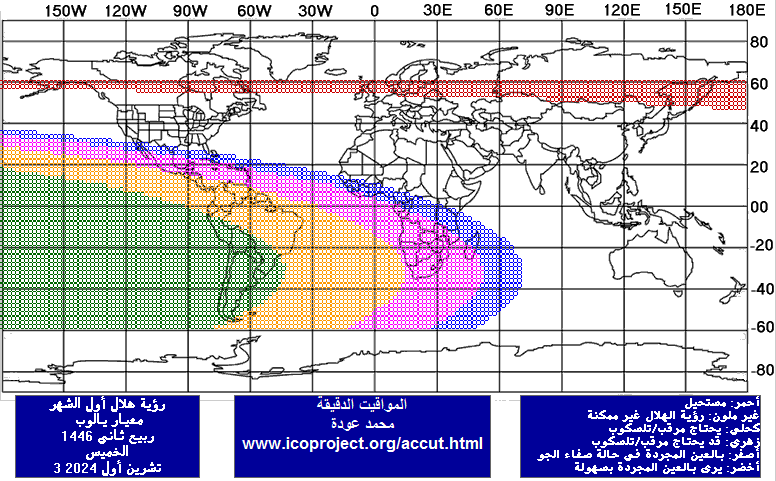 150W 120W 90W 60W 30W 0 30E 60E 90E 120E 150E 180E
80
60
40
20
00
-20
-40
-60
-80
رؤية هلال أول الشهر
معيار يالوب
ربيع ثاني 1446
الخميس
3 تشرين أول 2024
المواقيت الدقيقة
محمد عودة
www.icoproject.org/accut.html
أحمر: مستحيل
غير ملون: رؤية الهلال غير ممكنة
كحلي: يحتاج مرقب/تلسكوب
زهري: قد يحتاج مرقب/تلسكوب
أصفر: بالعين المجردة في حالة صفاء الجو
أخضر: يرى بالعين المجردة بسهولة